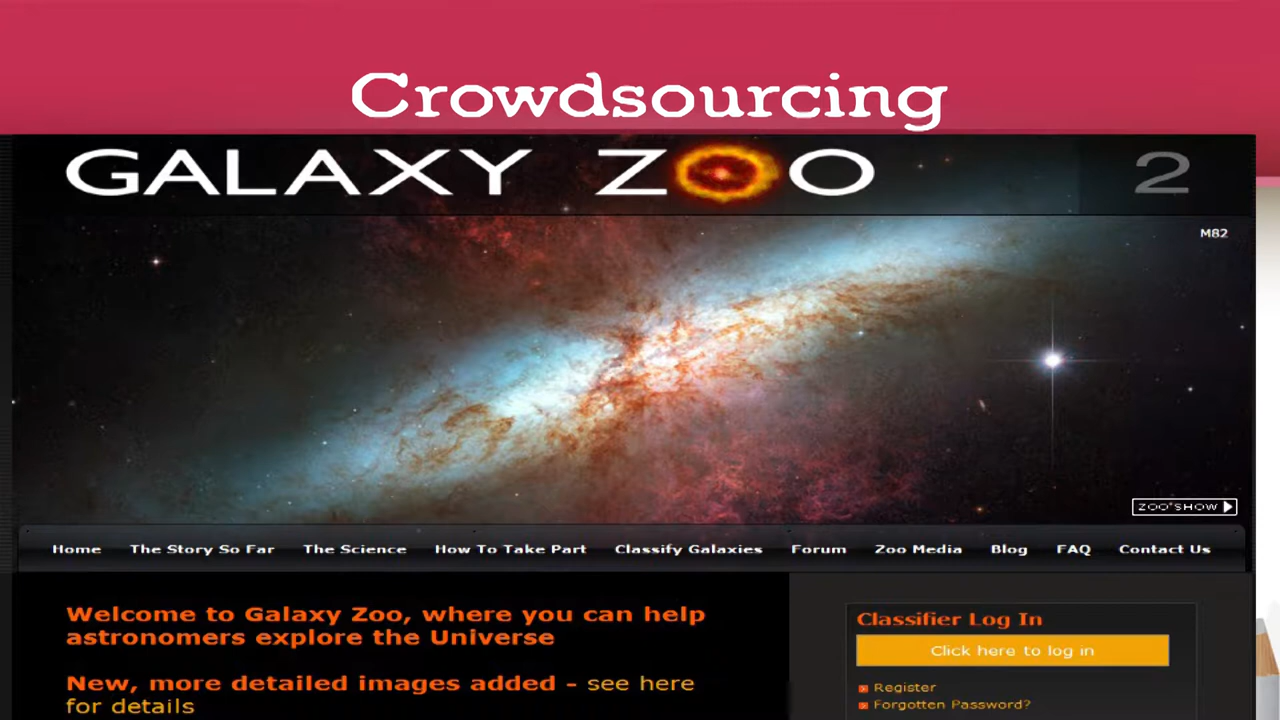 Crowdsourcing
GALAXY ZOO 2
M82
ZOO'SHOW
Home The Story So Far The Science How To Take Part Classify Galaxies Forum Zoo Media Blog FAQ Contact Us
Welcome to Galaxy Zoo, where you can help
astronomers explore the Universe
New, more detailed images added - see here
for details
Classifier Log In
Click here to log in
Register
Forgotten Password?